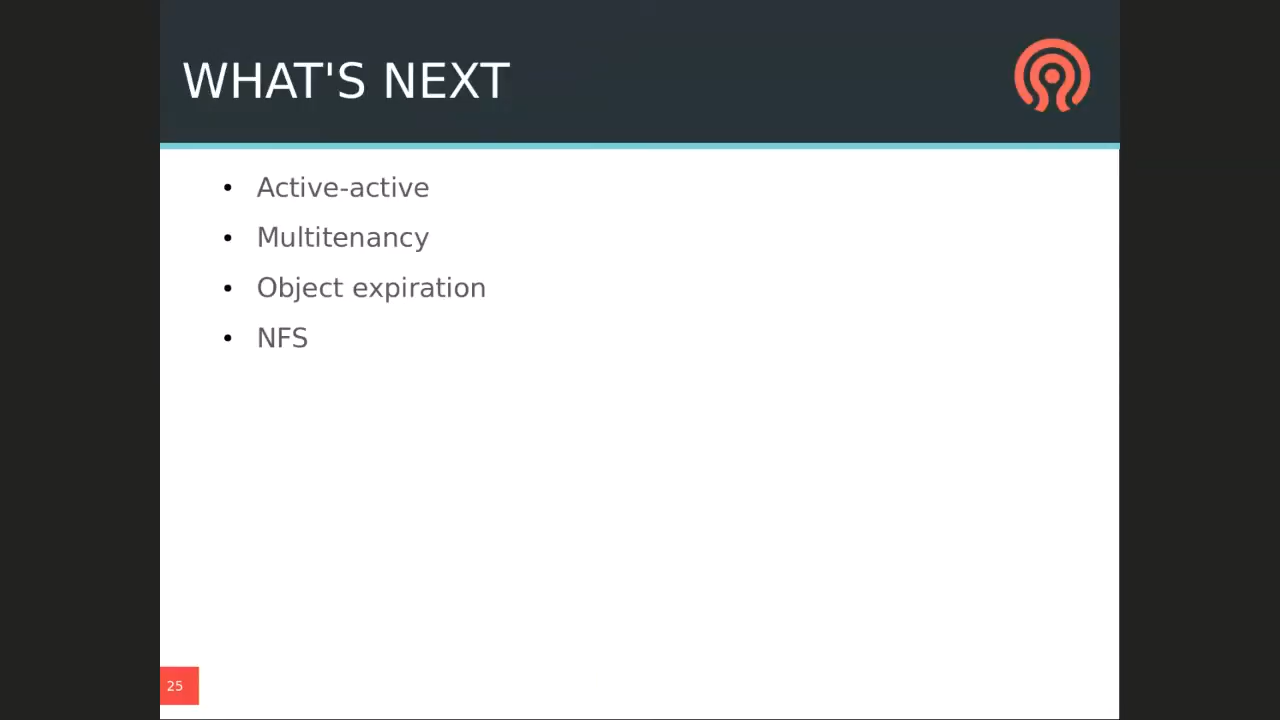 WHAT'S NEXT
• Active-active
• Multitenancy
• Object expiration
• NFS
25